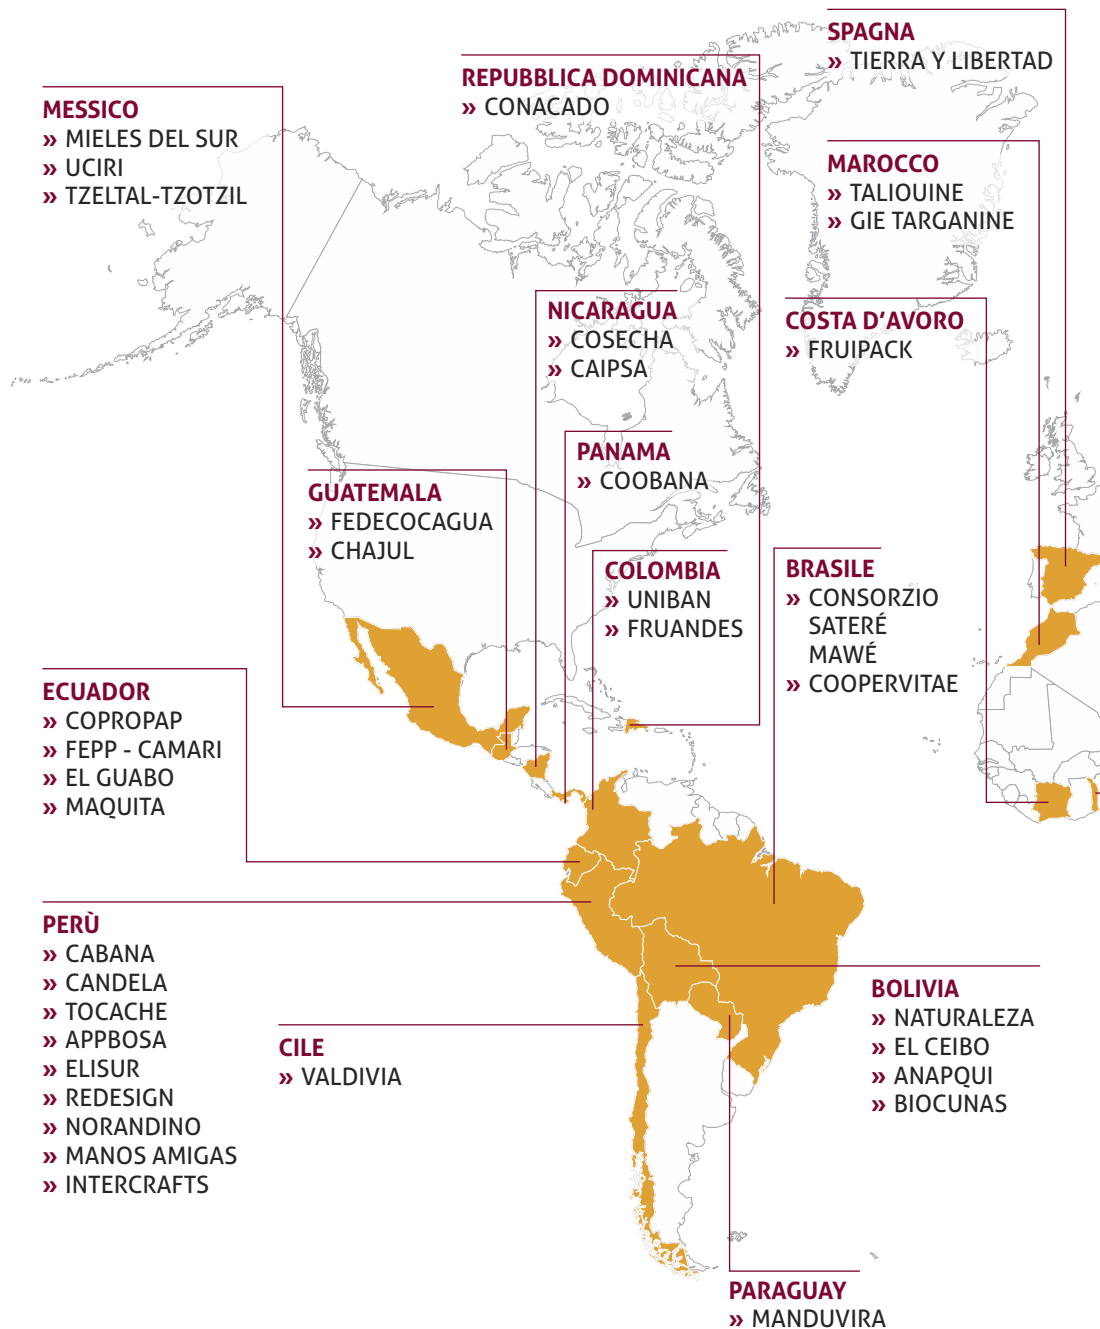 SPAGNA
» TIERRA Y LIBERTAD
REPUBBLICA DOMINICANA
» CONACADO
MESSICO
» MIELES DEL SUR
» UCIRI
» TZELTAL-TZOTZIL
MAROCCO
» TALIOUINE
» GIE TARGANINE
NICARAGUA
» COSECHA
» CAIPSA
COSTA D'AVORO
» FRUIPACK
PANAMA
» COOBANA
GUATEMALA
» FEDECOCAGUA
» CHAJUL
COLOMBIA
» UNIBAN
» FRUANDES
BRASILE
» CONSORZIO
SATERÉ
MAWÉ
» COOPERVITAE
ECUADOR
» COPROPAP
» FEPP - CAMARI
» EL GUABO
» MAQUITA
PERÙ
» CABANA
» CANDELA
» TOCACHE
» APPBOSA
» ELISUR
» REDESIGN
» NORANDINO
» MANOS AMIGAS
» INTERCRAFTS
CILE
» VALDIVIA
BOLIVIA
» NATURALEZA
» EL CEIBO
» ANAPQUI
» BIOCUNAS
PARAGUAY
» MANDUVIRA